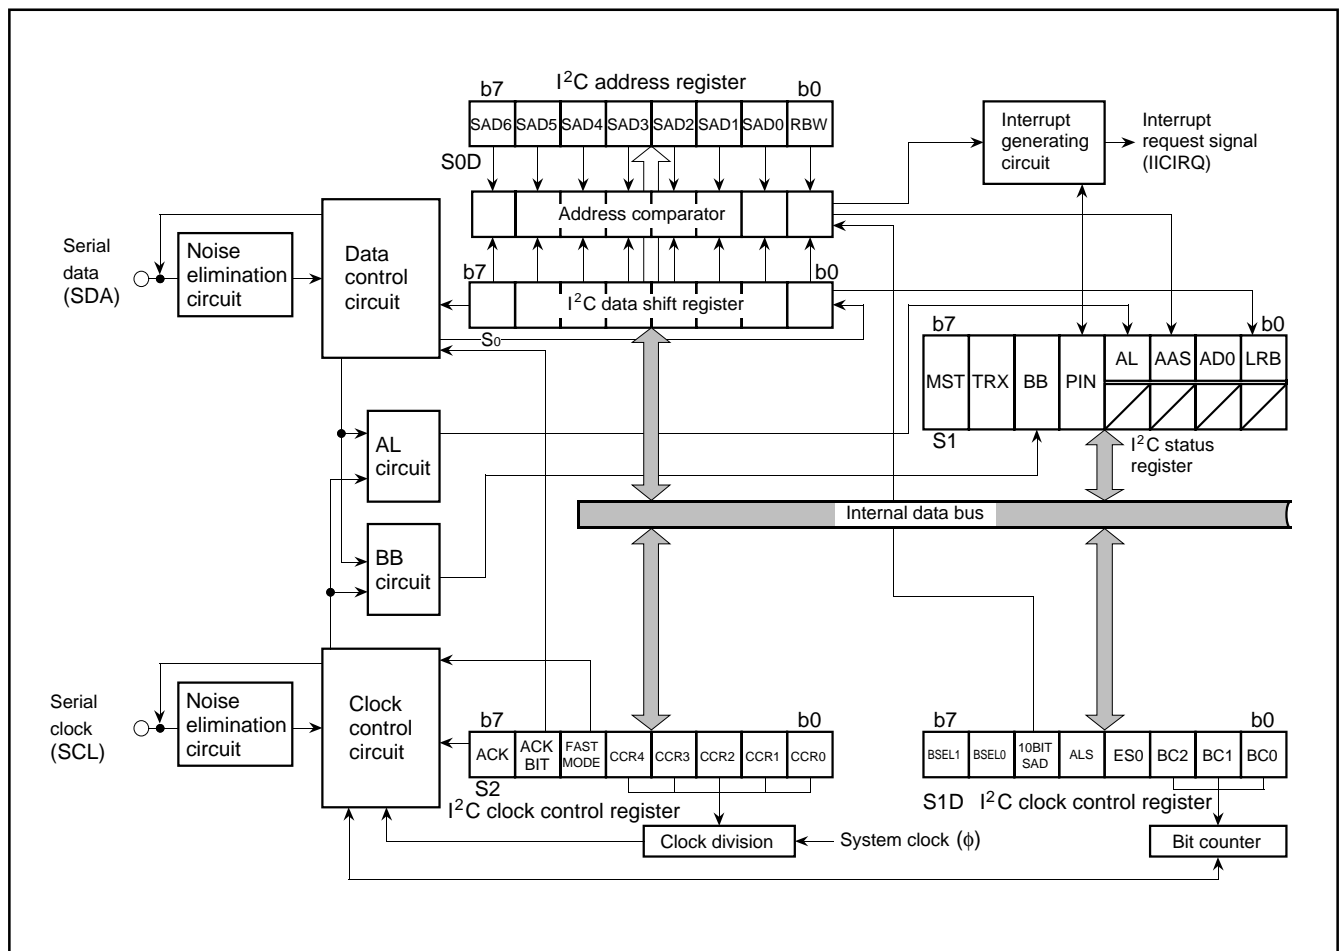 I²C address register
b7 b0
SAD6 SAD5 SAD4 SAD3 SAD2 SAD1 SAD0 RBW
S0D
Interrupt
generating
circuit
Interrupt
request signal
(IICIRQ)
Address comparator
Serial
data
(SDA)
Noise
elimination
circuit
Data
control
circuit
b7 b0
I²C data shift register
S0
b7 b0
MST TRX BB PIN AL AAS AD0 LRB
S1
I²C status
register
AL
circuit
Internal data bus
BB
circuit
Serial
clock
(SCL)
Noise
elimination
circuit
Clock
control
circuit
b7 b0
ACK ACK BIT FAST MODE CCR4 CCR3 CCR2 CCR1 CCR0
S2
I²C clock control register
b7 b0
BSEL1 BSEL0 10BIT SAD ALS ES0 BC2 BC1 BC0
S1D I²C clock control register
Clock division
System clock (ϕ)
Bit counter